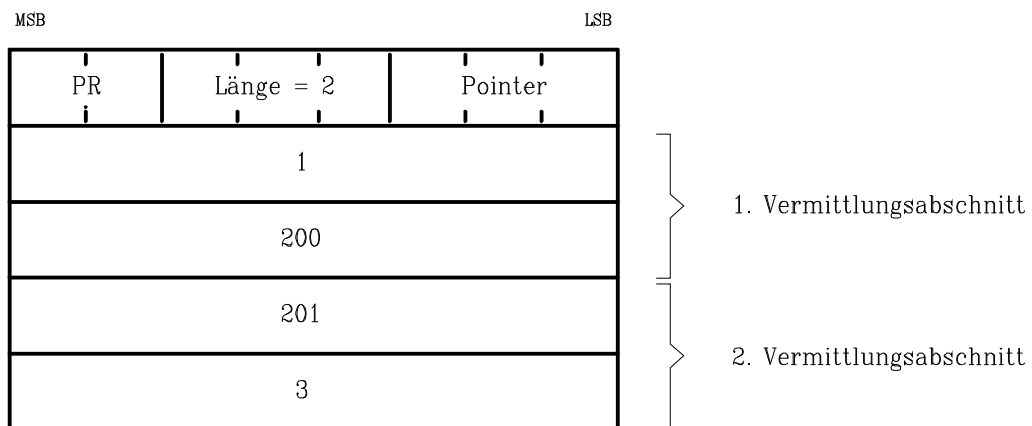 MSB LSB
PR Länge = 2 Pointer
1
1. Vermittlungsabschnitt
200
201
2. Vermittlungsabschnitt
3